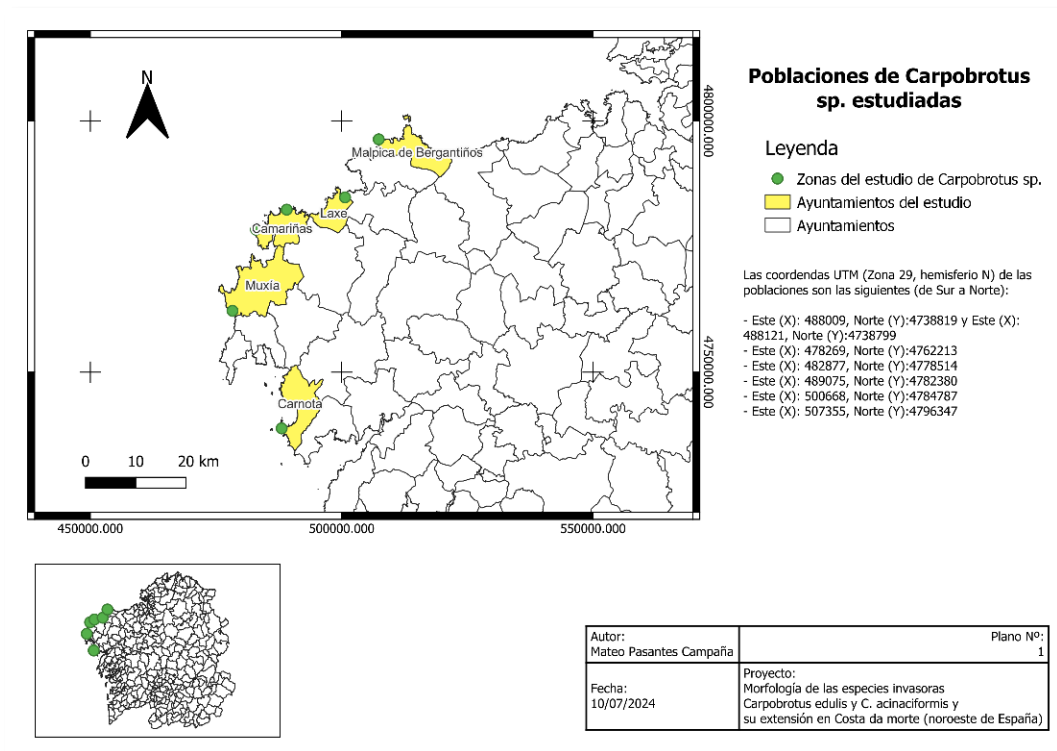 Poblaciones de Carpobrotus
sp. estudiadas
N
4800000.000
Malpica de Bergantiños
Laxe
Camariñas
Muxía
4750000.000
Carnota
0 10 20 km
450000.000 500000.000 550000.000
Leyenda
Zonas del estudio de Carpobrotus sp.
Ayuntamientos del estudio
Ayuntamientos
Las coordendas UTM (Zona 29, hemisferio N) de las
poblaciones son las siguientes (de Sur a Norte):
- Este (X): 488009, Norte (Y):4738819 y Este (X):
488121, Norte (Y):4738799
- Este (X): 478269, Norte (Y):4762213
- Este (X): 482877, Norte (Y):4778514
- Este (X): 489075, Norte (Y):4782380
- Este (X): 500668, Norte (Y):4784787
- Este (X): 507355, Norte (Y):4796347
Autor:
Mateo Pasantes Campaña
Plano Nº:
1
Fecha:
10/07/2024
Proyecto:
Morfología de las especies invasoras
Carpobrotus edulis y C. acinaciformis y
su extensión en Costa da morte (noroeste de España)